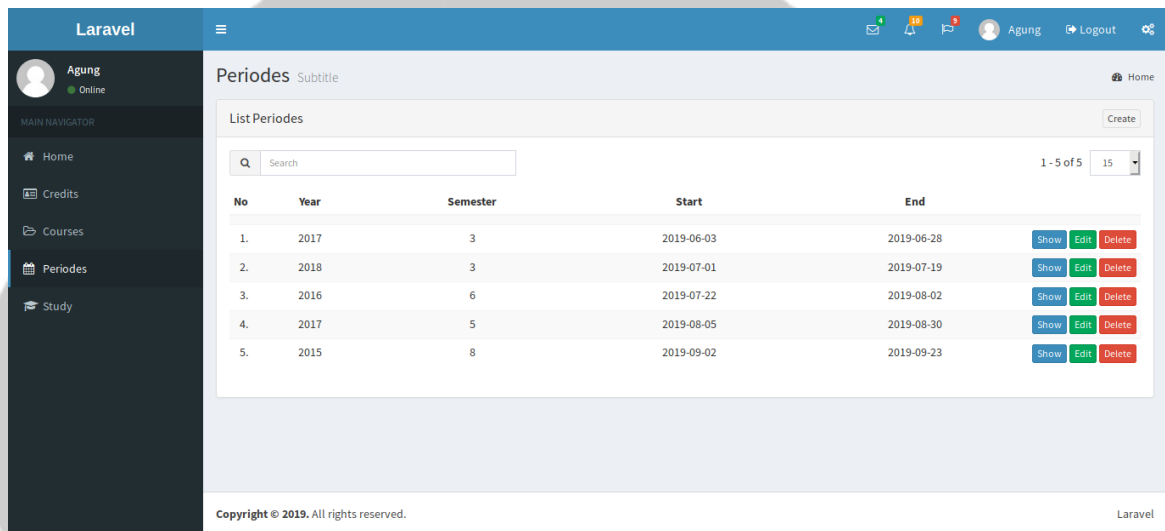 Laravel
4 10 9 Agung Logout
Agung
Online
MAIN NAVIGATOR
Home
Credits
Courses
Periodes
Study
Periodes Subtitle
Home
List Periodes Create
Search 1 - 5 of 5 15
No Year Semester Start End
1. 2017 3 2019-06-03 2019-06-28 Show Edit Delete
2. 2018 3 2019-07-01 2019-07-19 Show Edit Delete
3. 2016 6 2019-07-22 2019-08-02 Show Edit Delete
4. 2017 5 2019-08-05 2019-08-30 Show Edit Delete
5. 2015 8 2019-09-02 2019-09-23 Show Edit Delete
Copyright © 2019. All rights reserved. Laravel